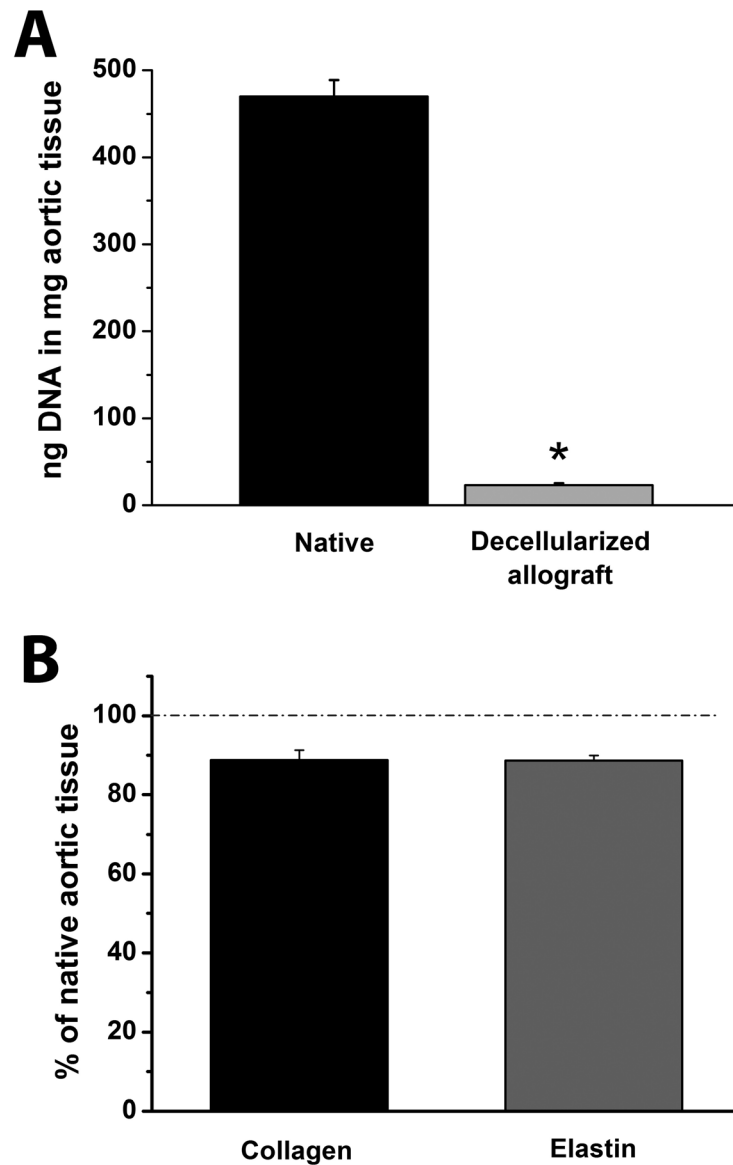 A
ng DNA in mg aortic tissue
500
400
300
200
100
0
*
Native
Decellularized
allograft
B
% of native aortic tissue
100
80
60
40
20
0
Collagen
Elastin